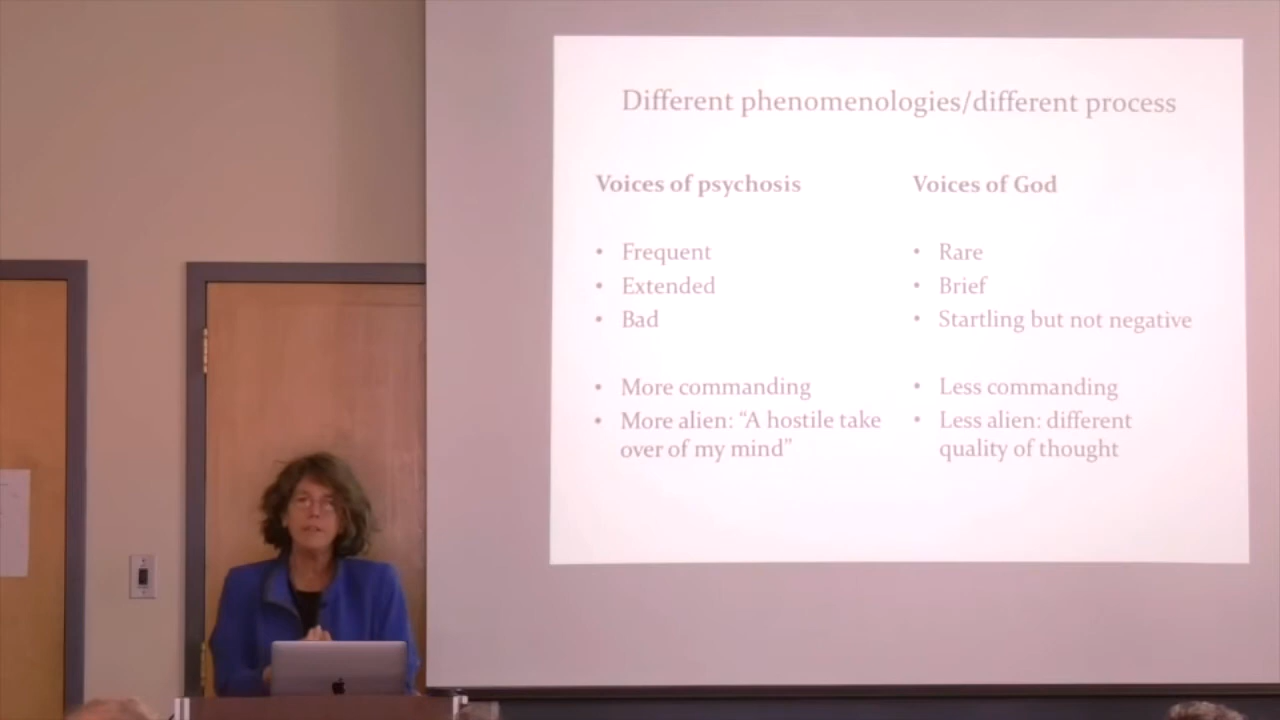 Different phenomenologies/different process
Voices of psychosis
• Frequent
• Extended
• Bad
• More commanding
• More alien: “A hostile take
over of my mind”
Voices of God
• Rare
• Brief
• Startling but not negative
• Less commanding
• Less alien: different
quality of thought